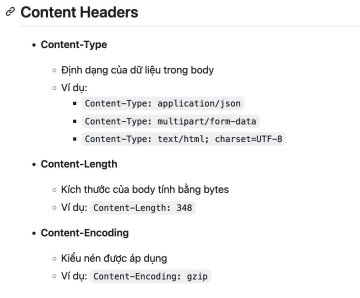 Content Headers
Content-Type
Định dạng của dữ liệu trong body
Ví dụ:
Content-Type: application/json
Content-Type: multipart/form-data
Content-Type: text/html; charset=UTF-8
Content-Length
Kích thước của body tính bằng bytes
Ví dụ: Content-Length: 348
Content-Encoding
Kiểu nén được áp dụng
Ví dụ: Content-Encoding: gzip